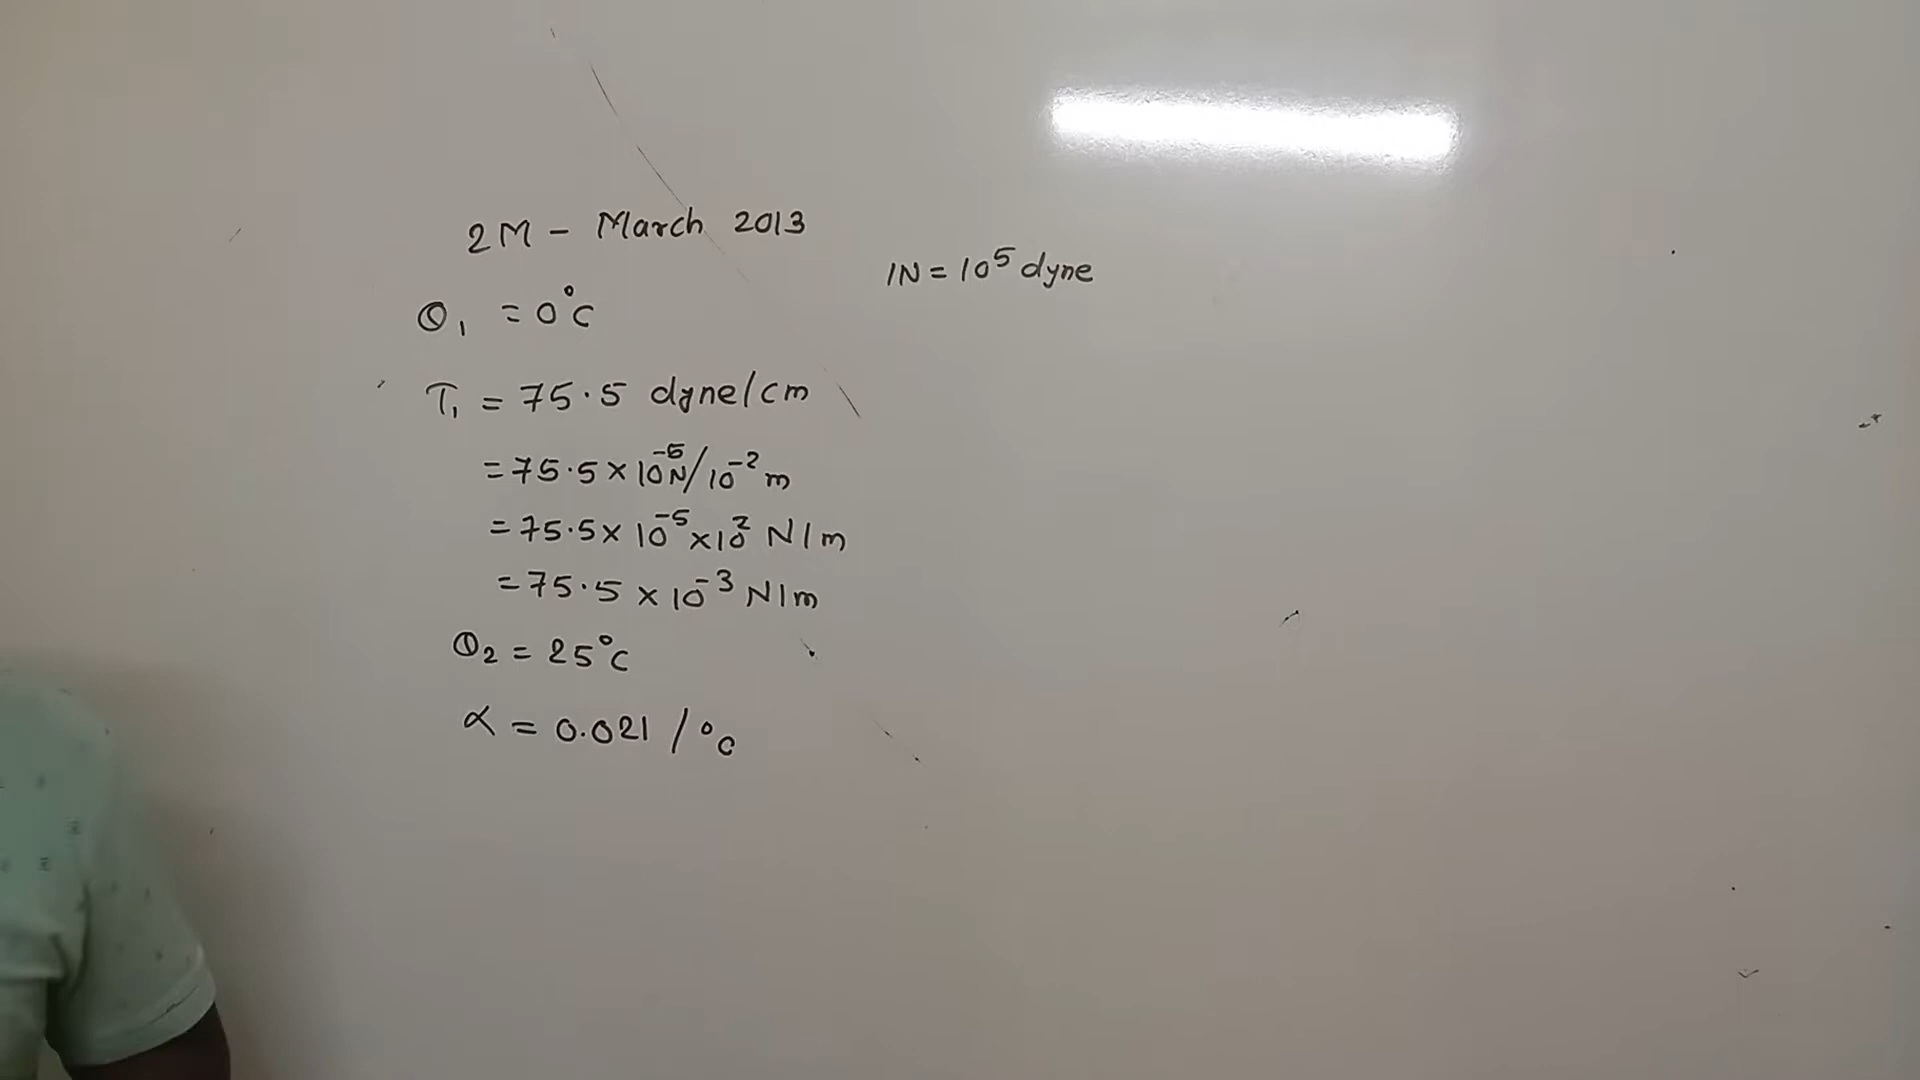 2M - March 2013
1N = 10⁵ dyne
θ₁ = 0°C
T₁ = 75.5 dyne/cm
= 75.5 × 10⁻⁵N/10⁻² m
= 75.5 × 10⁻⁵ × 10² N/m
= 75.5 × 10⁻³ N/m
θ₂ = 25°C
α = 0.021 /°C